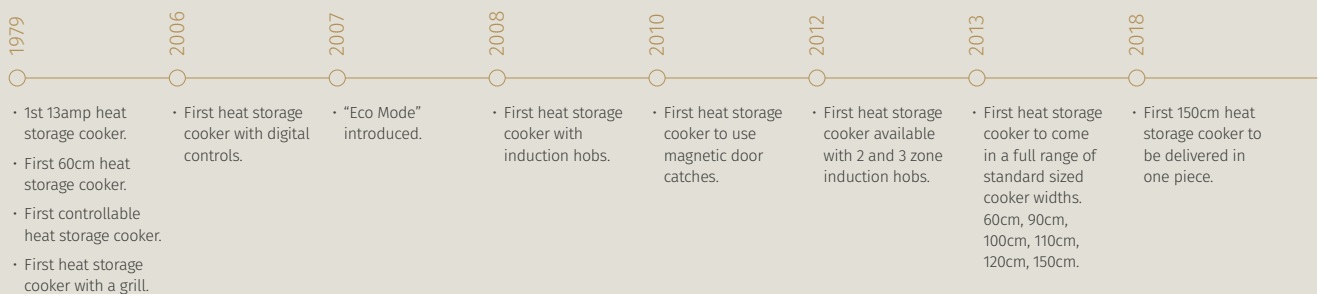 1979
· 1st 13amp heat
storage cooker.
· First 60cm heat
storage cooker.
· First controllable
heat storage cooker.
· First heat storage
cooker with a grill.
2006
· First heat storage
cooker with digital
controls.
2007
· “Eco Mode”
introduced.
2008
· First heat storage
cooker with
induction hobs.
2010
· First heat storage
cooker to use
magnetic door
catches.
2012
· First heat storage
cooker available
with 2 and 3 zone
induction hobs.
2013
· First heat storage
cooker to come
in a full range of
standard sized
cooker widths.
60cm, 90cm,
100cm, 110cm,
120cm, 150cm.
2018
· First 150cm heat
storage cooker to
be delivered in
one piece.